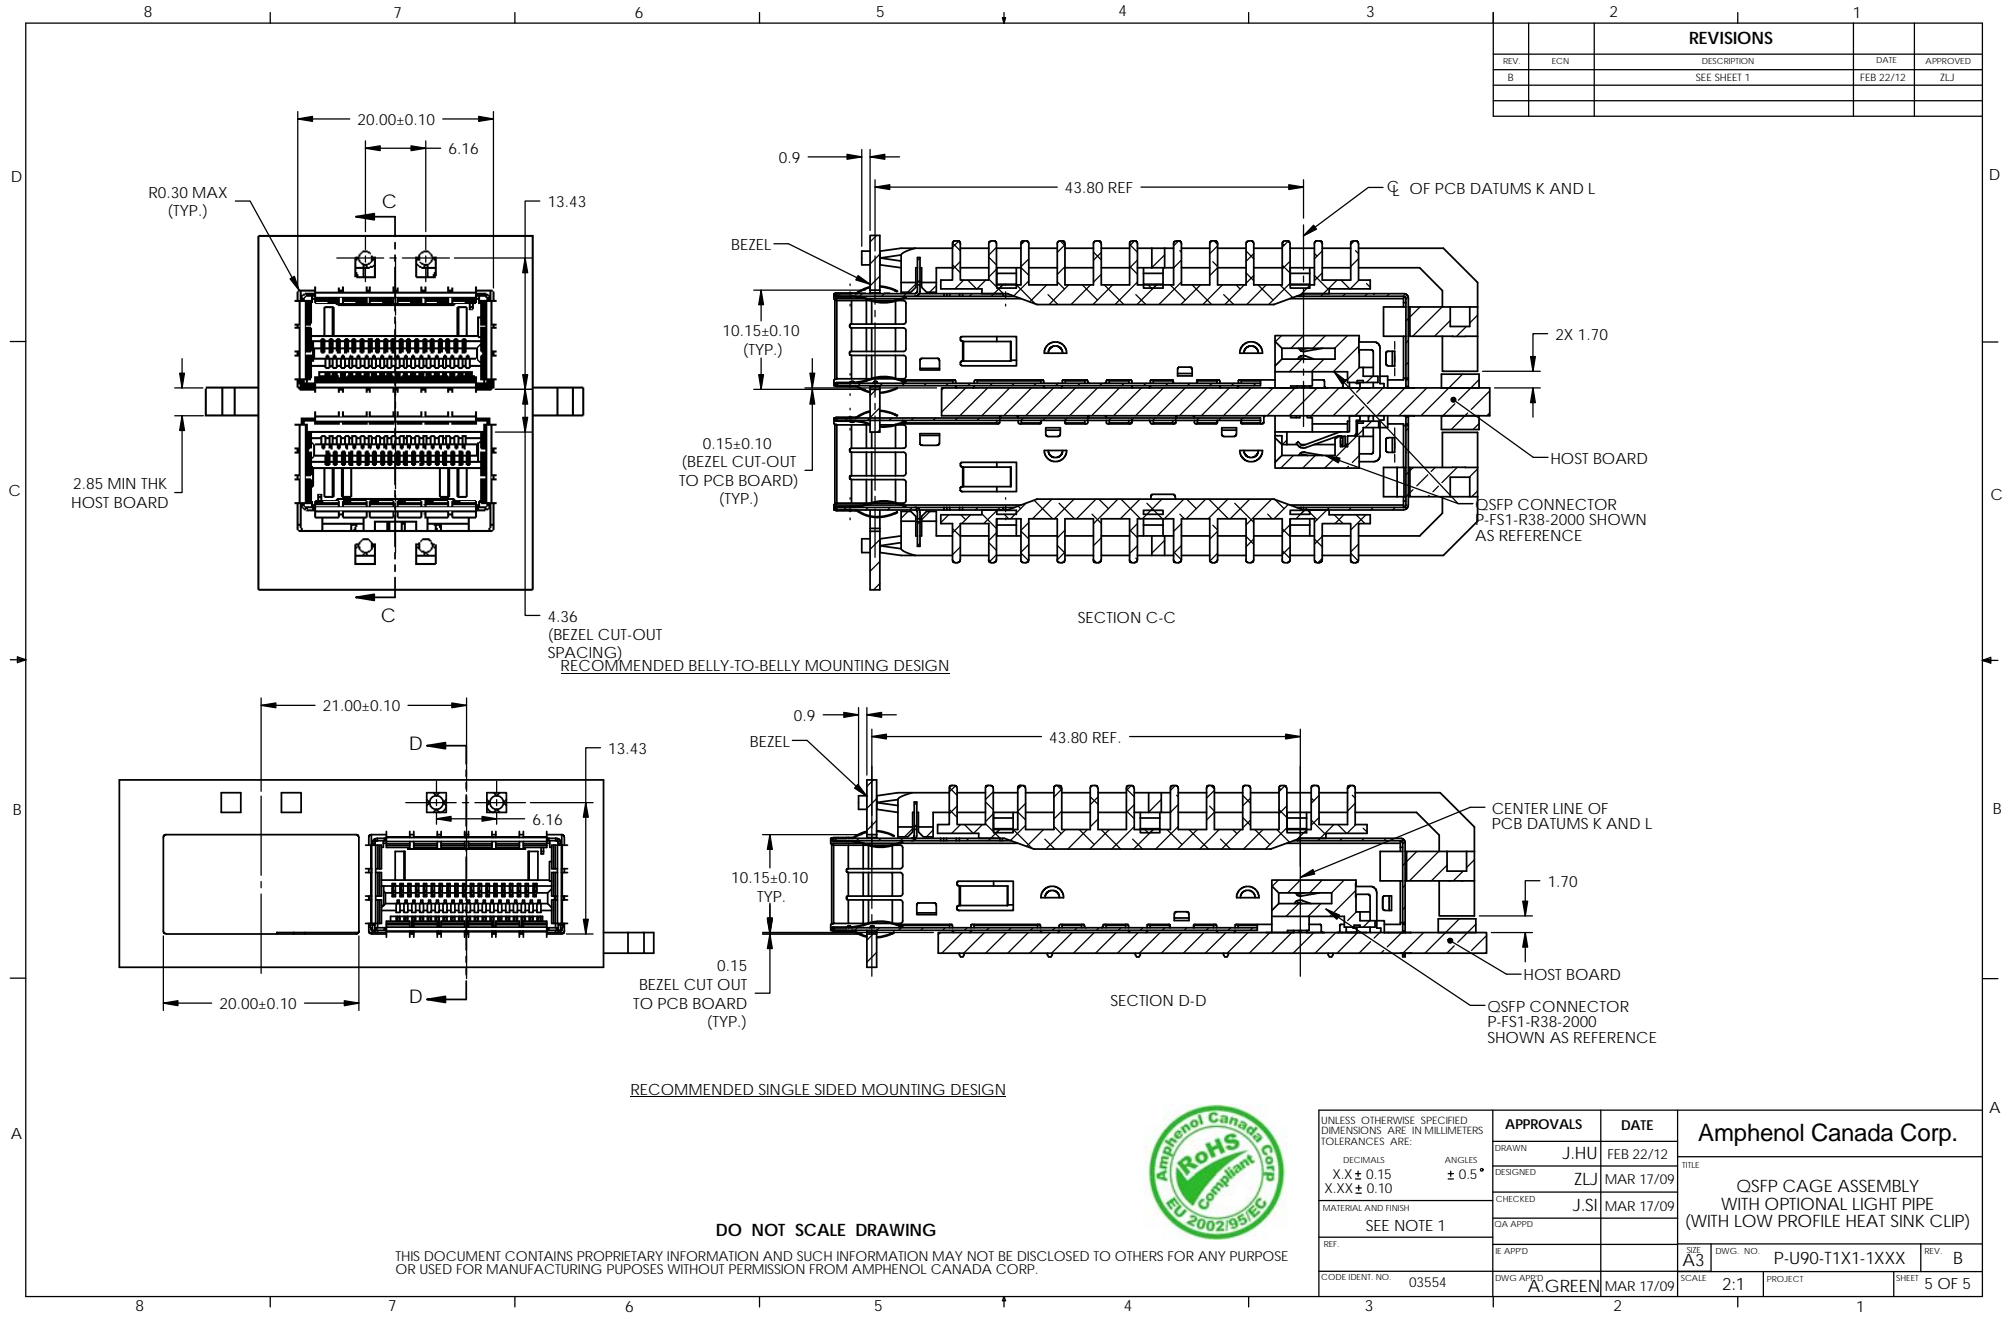 8 7 6 5 4 3 2 1
REVISIONS
REV. ECN DESCRIPTION DATE APPROVED
B SEE SHEET 1 FEB 22/12 ZLJ
D
D
20.00±0.10
6.16
R0.30 MAX
(TYP.)
C
13.43
0.9
43.80 REF
℄ OF PCB DATUMS K AND L
BEZEL
10.15±0.10
(TYP.)
2X 1.70
0.15±0.10
(BEZEL CUT-OUT
TO PCB BOARD)
(TYP.)
2.85 MIN THK
HOST BOARD
HOST BOARD
C
C
QSFP CONNECTOR
P-FS1-R38-2000 SHOWN
AS REFERENCE
C
4.36
(BEZEL CUT-OUT
SPACING)
SECTION C-C
RECOMMENDED BELLY-TO-BELLY MOUNTING DESIGN
21.00±0.10
D
13.43
6.16
0.9
BEZEL
43.80 REF.
CENTER LINE OF
PCB DATUMS K AND L
B
B
10.15±0.10
TYP.
1.70
0.15
BEZEL CUT OUT
TO PCB BOARD
(TYP.)
D
20.00±0.10
HOST BOARD
SECTION D-D
QSFP CONNECTOR
P-FS1-R38-2000
SHOWN AS REFERENCE
RECOMMENDED SINGLE SIDED MOUNTING DESIGN
A
A
Amphenol Canada Corp
RoHS
Compliant
EU 2002/95/EC
DO NOT SCALE DRAWING
THIS DOCUMENT CONTAINS PROPRIETARY INFORMATION AND SUCH INFORMATION MAY NOT BE DISCLOSED TO OTHERS FOR ANY PURPOSE
OR USED FOR MANUFACTURING PUPOSES WITHOUT PERMISSION FROM AMPHENOL CANADA CORP.
UNLESS OTHERWISE SPECIFIED
DIMENSIONS ARE IN MILLIMETERS
TOLERANCES ARE:
DECIMALS ANGLES
X.X ± 0.15 ± 0.5°
X.XX ± 0.10
MATERIAL AND FINISH
SEE NOTE 1
REF.
CODE IDENT. NO. 03554
APPROVALS DATE
DRAWN J.HU FEB 22/12
DESIGNED ZLJ MAR 17/09
CHECKED J.SI MAR 17/09
QA APPD
IE APP'D
DWG APP'D A.GREEN MAR 17/09
Amphenol Canada Corp.
TITLE
QSFP CAGE ASSEMBLY
WITH OPTIONAL LIGHT PIPE
(WITH LOW PROFILE HEAT SINK CLIP)
SIZE A3 DWG. NO. P-U90-T1X1-1XXX REV. B
SCALE 2:1 PROJECT SHEET 5 OF 5
8 7 6 5 4 3 2 1